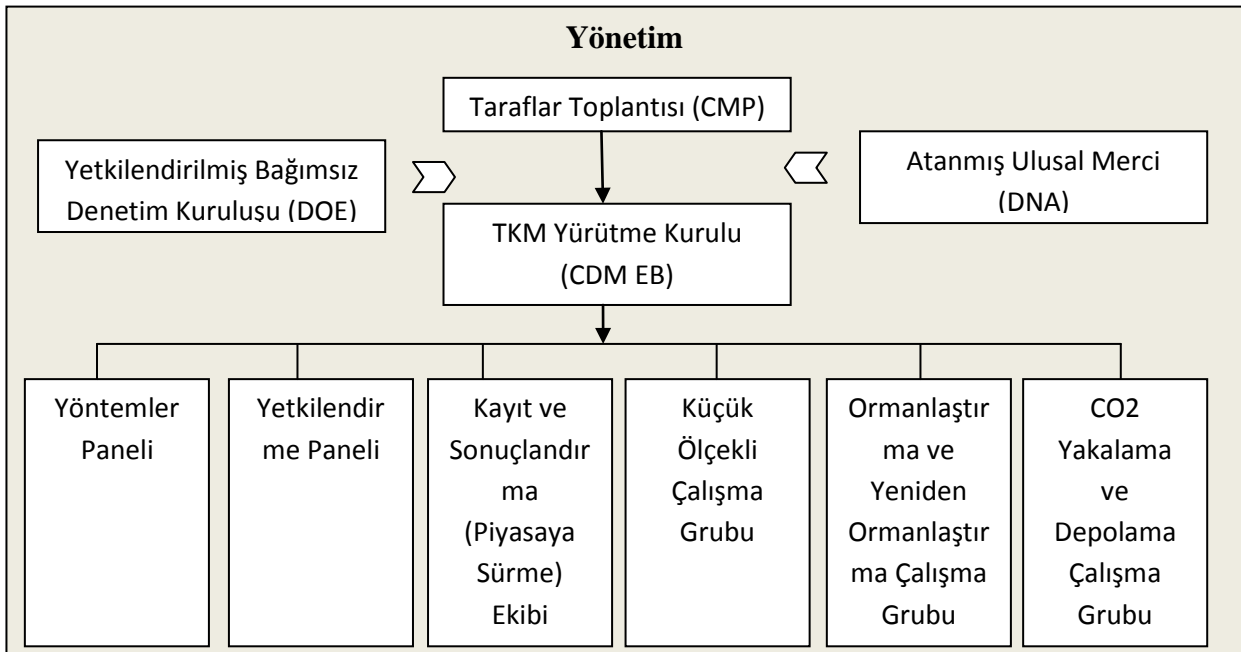 Yönetim
Taraflar Toplantısı (CMP)
Yetkilendirilmiş Bağımsız
Denetim Kuruluşu (DOE)
Atanmış Ulusal Merci
(DNA)
TKM Yürütme Kurulu
(CDM EB)
Yöntemler
Paneli
Yetkilendir
me Paneli
Kayıt ve
Sonuçlandır
ma
(Piyasaya
Sürme)
Ekibi
Küçük
Ölçekli
Çalışma
Grubu
Ormanlaştır
ma ve
Yeniden
Ormanlaştır
ma Çalışma
Grubu
CO2
Yakalama
ve
Depolama
Çalışma
Grubu